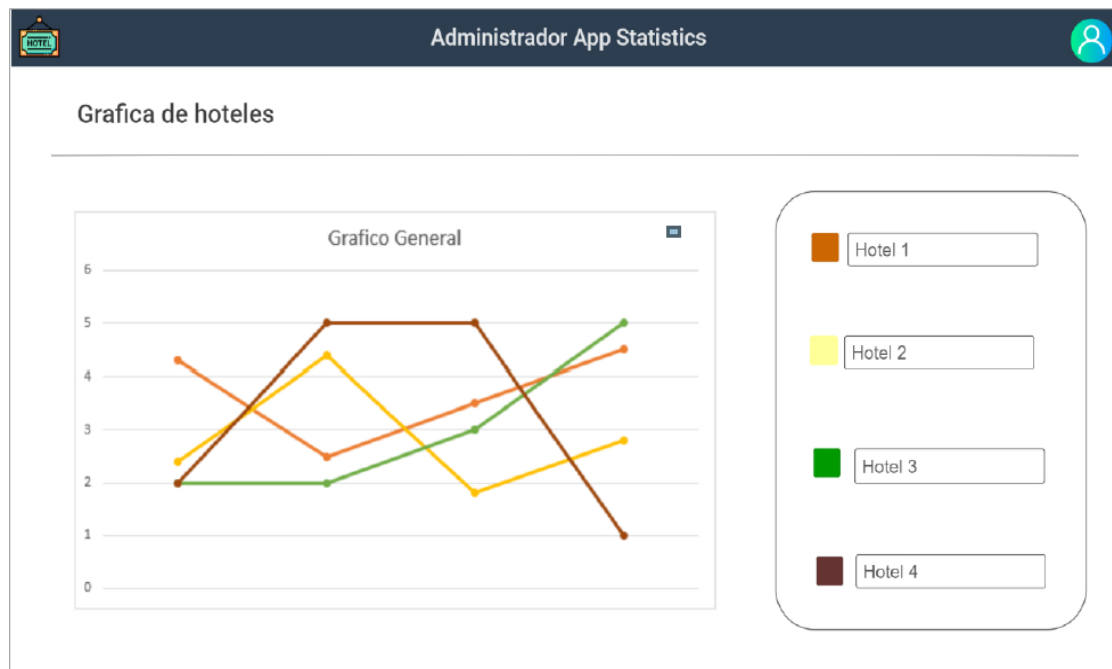 HOTEL
Administrador App Statistics
Grafica de hoteles
Grafico General
6
5
4
3
2
1
0
Hotel 1
Hotel 2
Hotel 3
Hotel 4